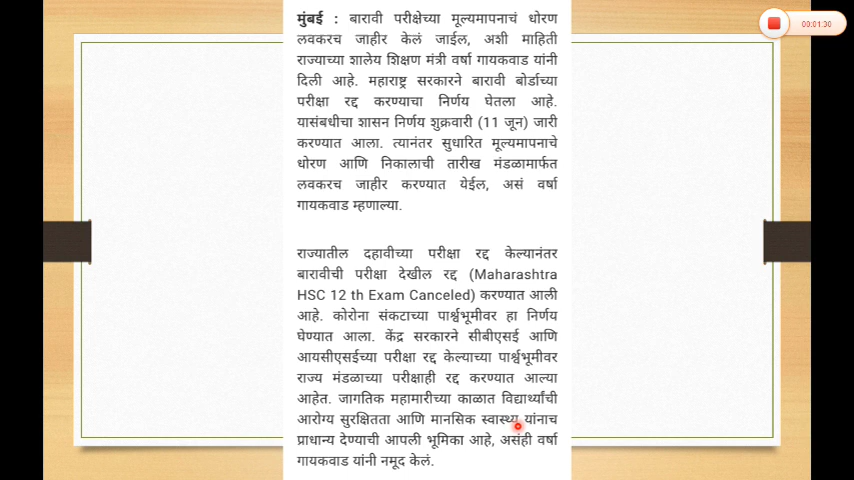 मुंबई : बारावी परीक्षेच्या मूल्यमापनाचं धोरण
लवकरच जाहीर केलं जाईल, अशी माहिती
राज्याच्या शालेय शिक्षण मंत्री वर्षा गायकवाड यांनी
दिली आहे. महाराष्ट्र सरकारने बारावी बोर्डाच्या
परीक्षा रद्द करण्याचा निर्णय घेतला आहे.
यासंबंधीचा शासन निर्णय शुक्रवारी (11 जून) जारी
करण्यात आला. त्यानंतर सुधारित मूल्यमापनाचे
धोरण आणि निकालाची तारीख मंडळामार्फत
लवकरच जाहीर करण्यात येईल, असं वर्षा
गायकवाड म्हणाल्या.
राज्यातील दहावीच्या परीक्षा रद्द केल्यानंतर
बारावीची परीक्षा देखील रद्द (Maharashtra
HSC 12 th Exam Canceled) करण्यात आली
आहे. कोरोना संकटाच्या पार्श्वभूमीवर हा निर्णय
घेण्यात आला. केंद्र सरकारने सीबीएसई आणि
आयसीएसईच्या परीक्षा रद्द केल्याच्या पार्श्वभूमीवर
राज्य मंडळाच्या परीक्षाही रद्द करण्यात आल्या
आहेत. जागतिक महामारीच्या काळात विद्यार्थ्यांची
आरोग्य सुरक्षितता आणि मानसिक स्वास्थ्य यांनाच
प्राधान्य देण्याची आपली भूमिका आहे, असंही वर्षा
गायकवाड यांनी नमूद केलं.
00:01:30